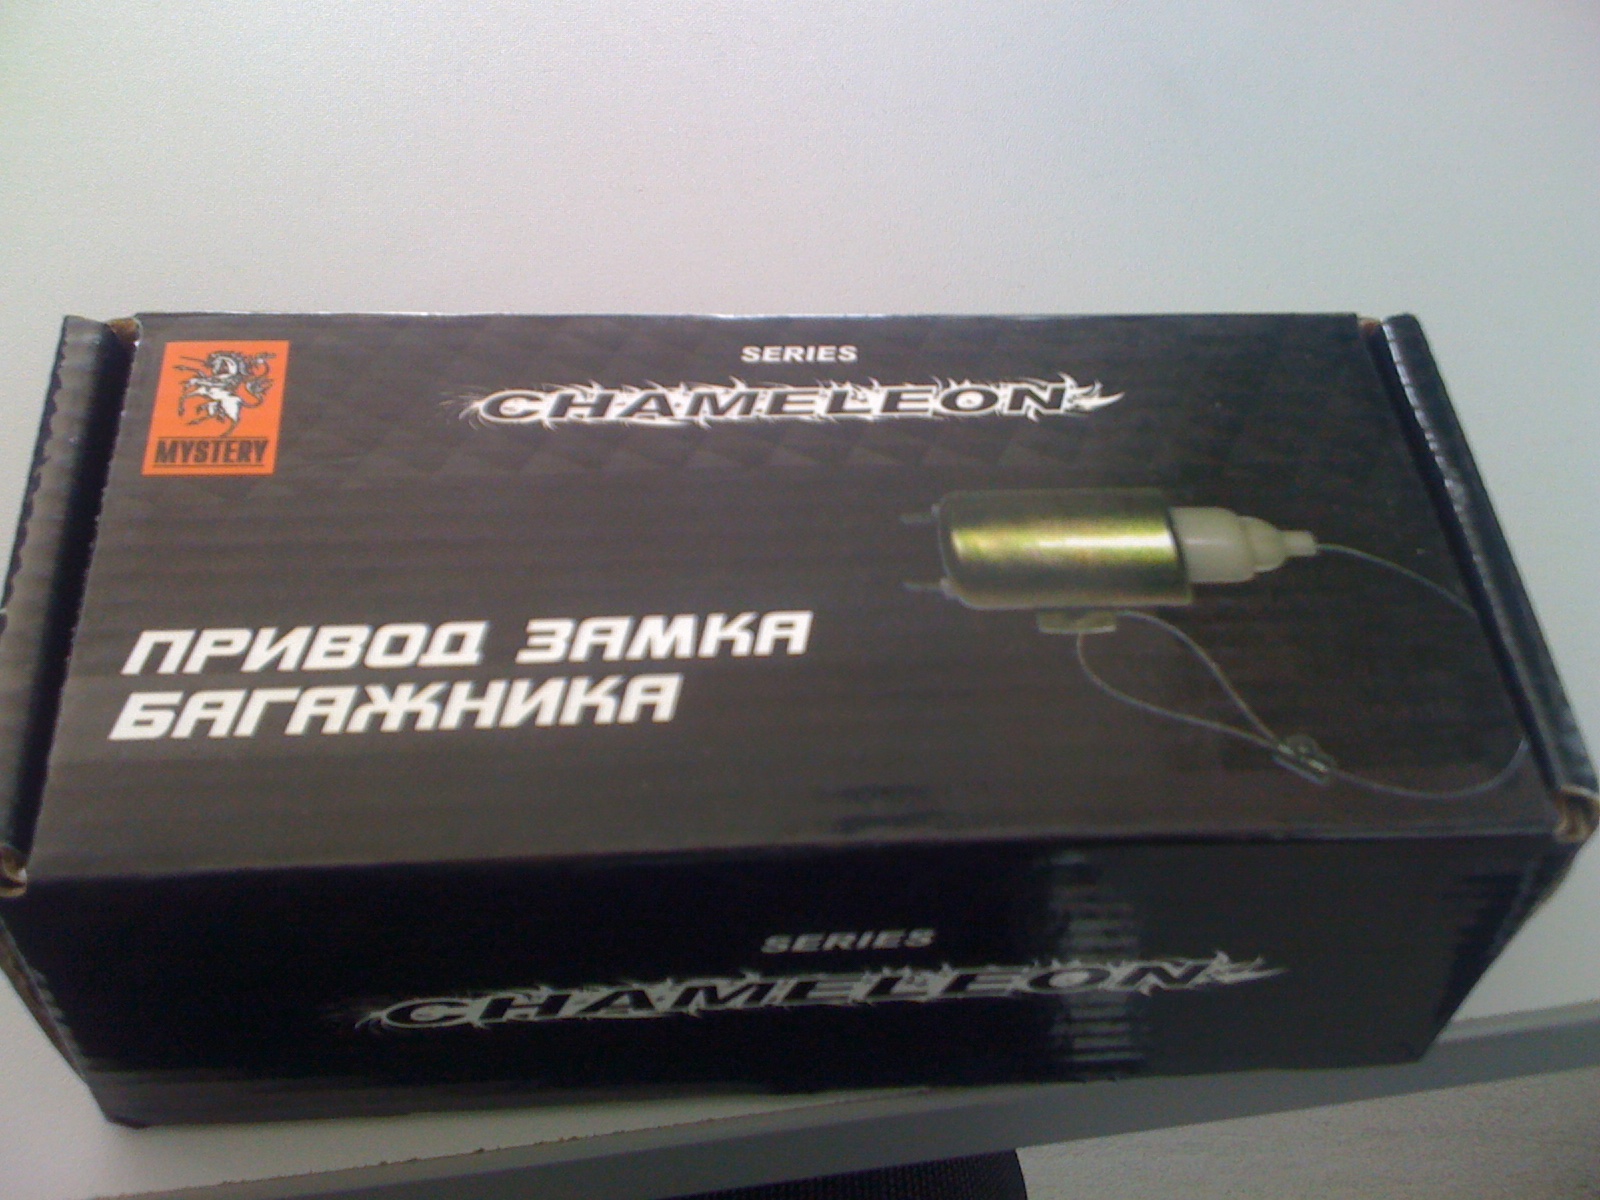 MYSTERY
SERIES
CHAMELEON
ПРИВОД ЗАМКА
БАГАЖНИКА
SERIES
CHAMELEON